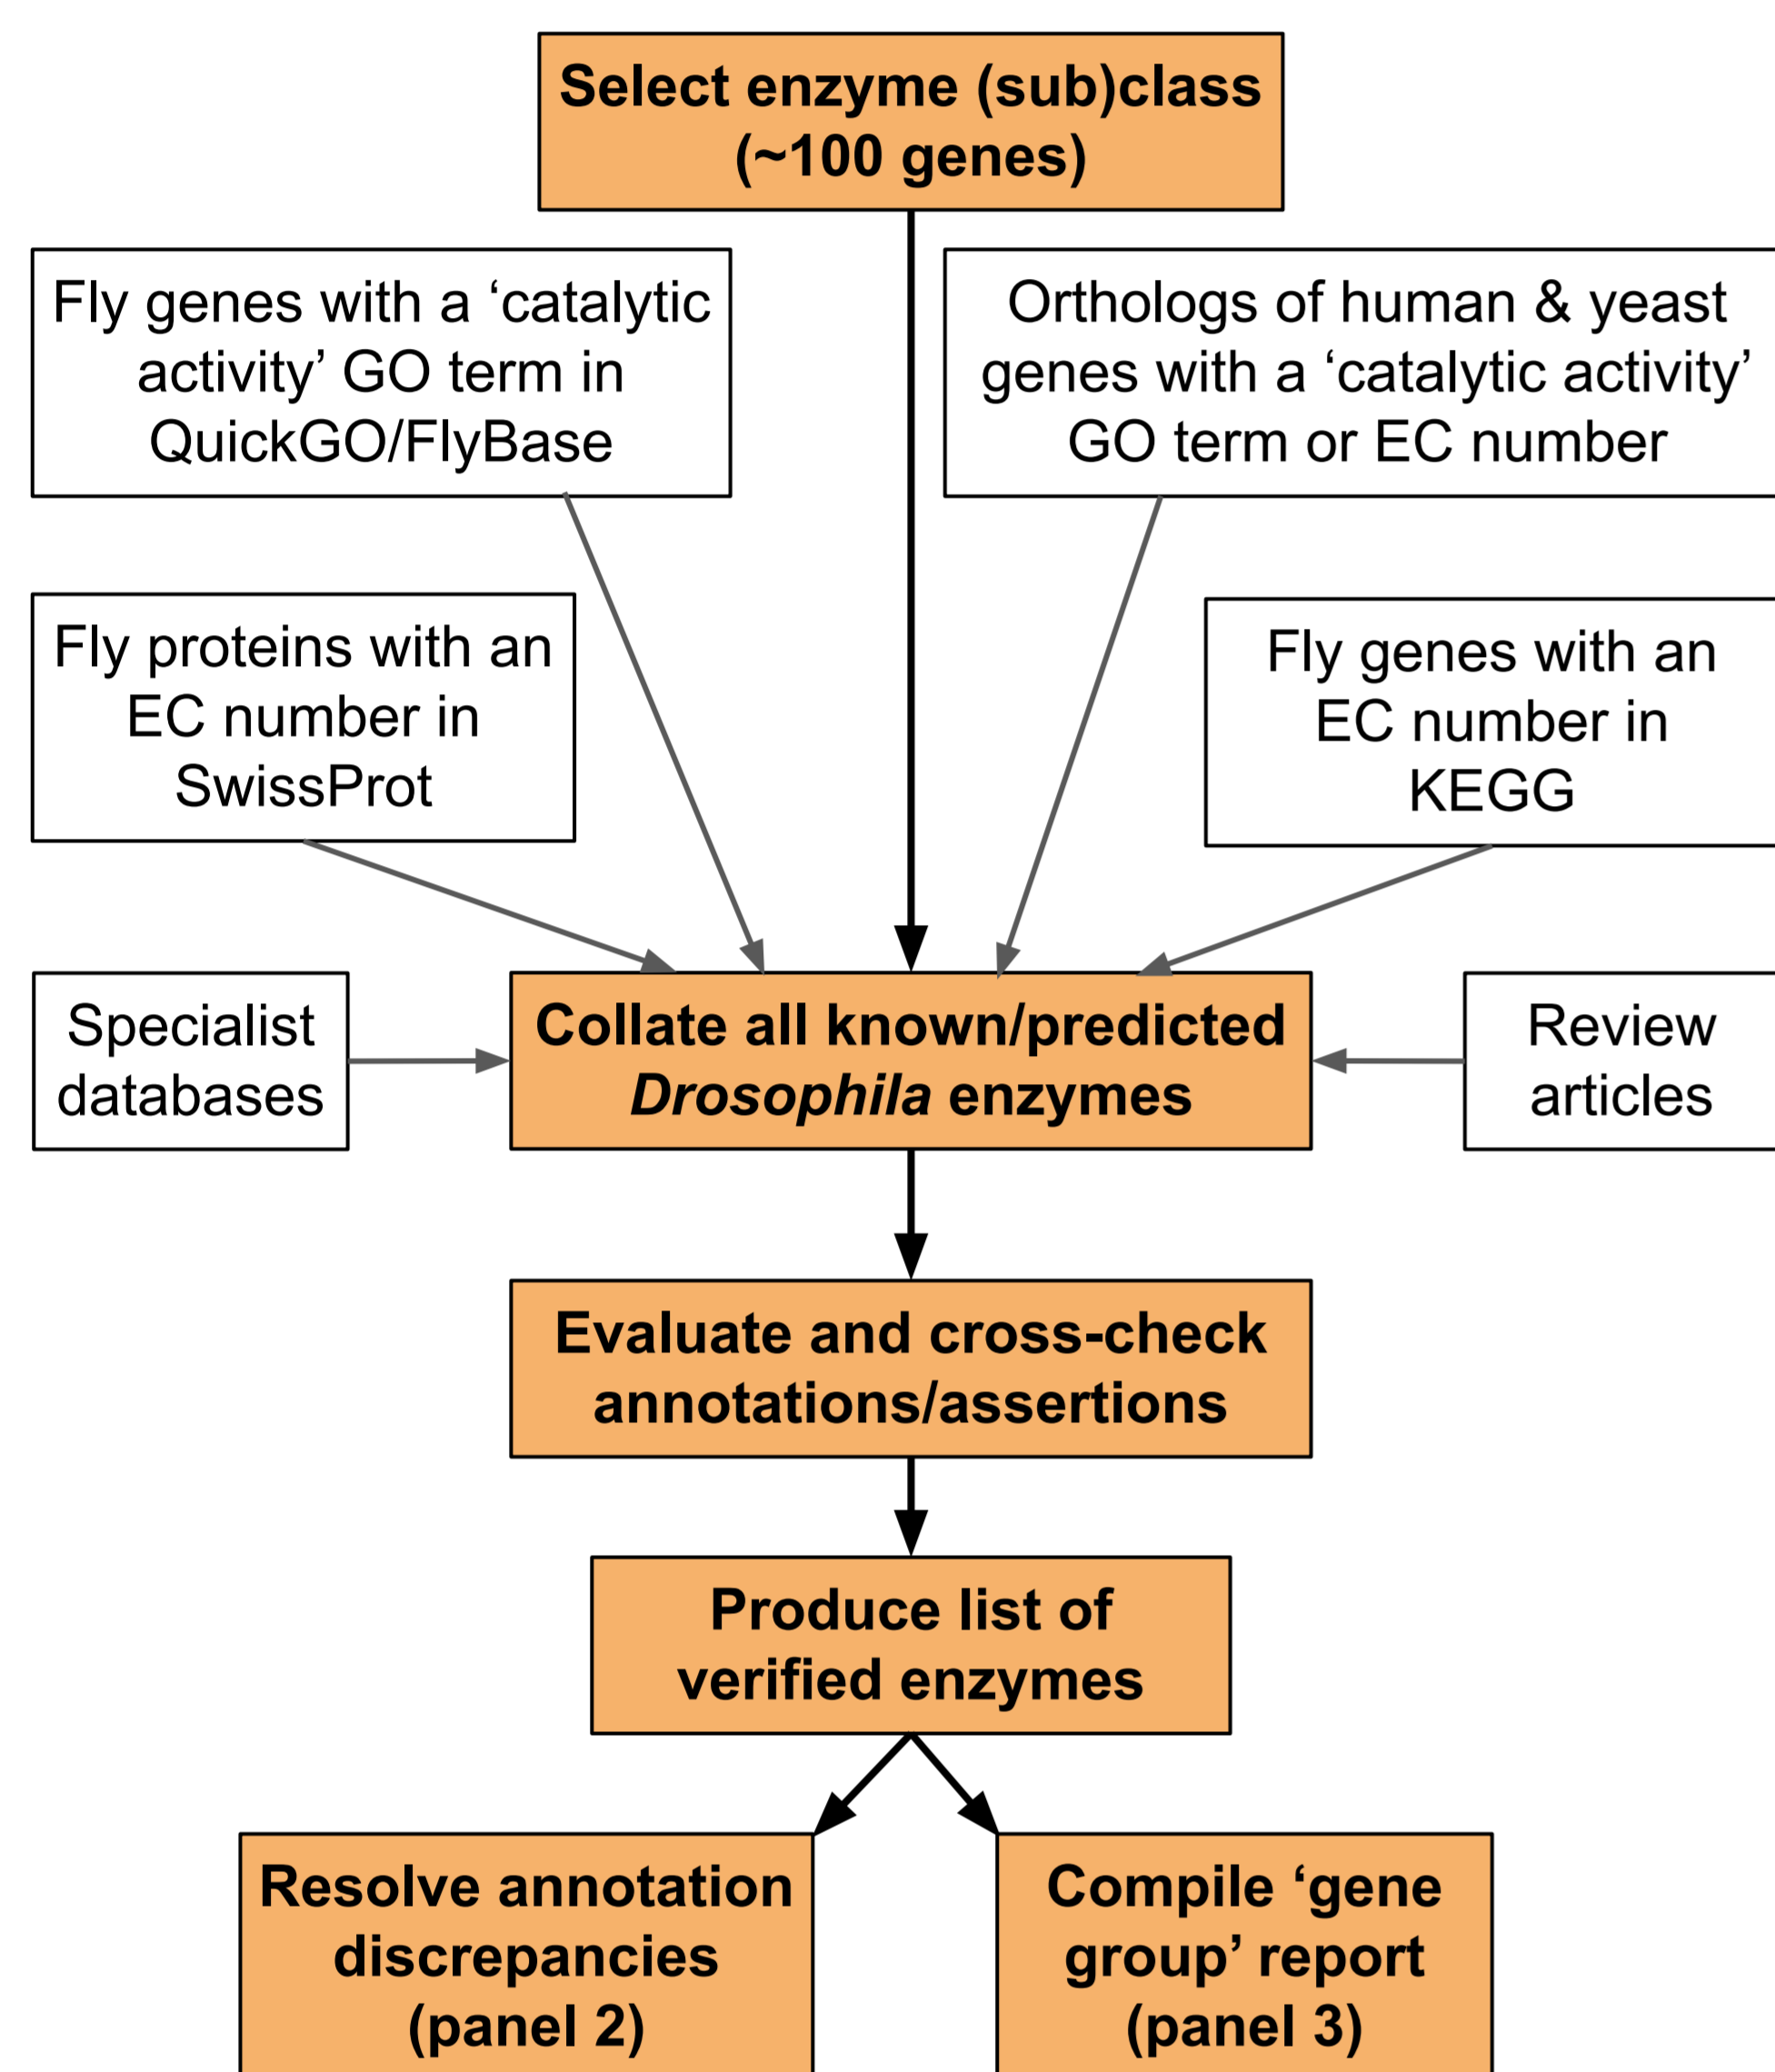 Select enzyme (sub)class
(~100 genes)
Fly genes with a ‘catalytic
activity’ GO term in
QuickGO/FlyBase
Orthologs of human & yeast
genes with a ‘catalytic activity’
GO term or EC number
Fly proteins with an
EC number in
SwissProt
Fly genes with an
EC number in
KEGG
Specialist
databases
Collate all known/predicted
Dosophila enzymes
Review
articles
Evaluate and cross-check
annotations/assertions
Produce list of
verified enzymes
Resolve annotation
discrepancies
(panel 2)
Compile ‘gene
group’ report
(panel 3)